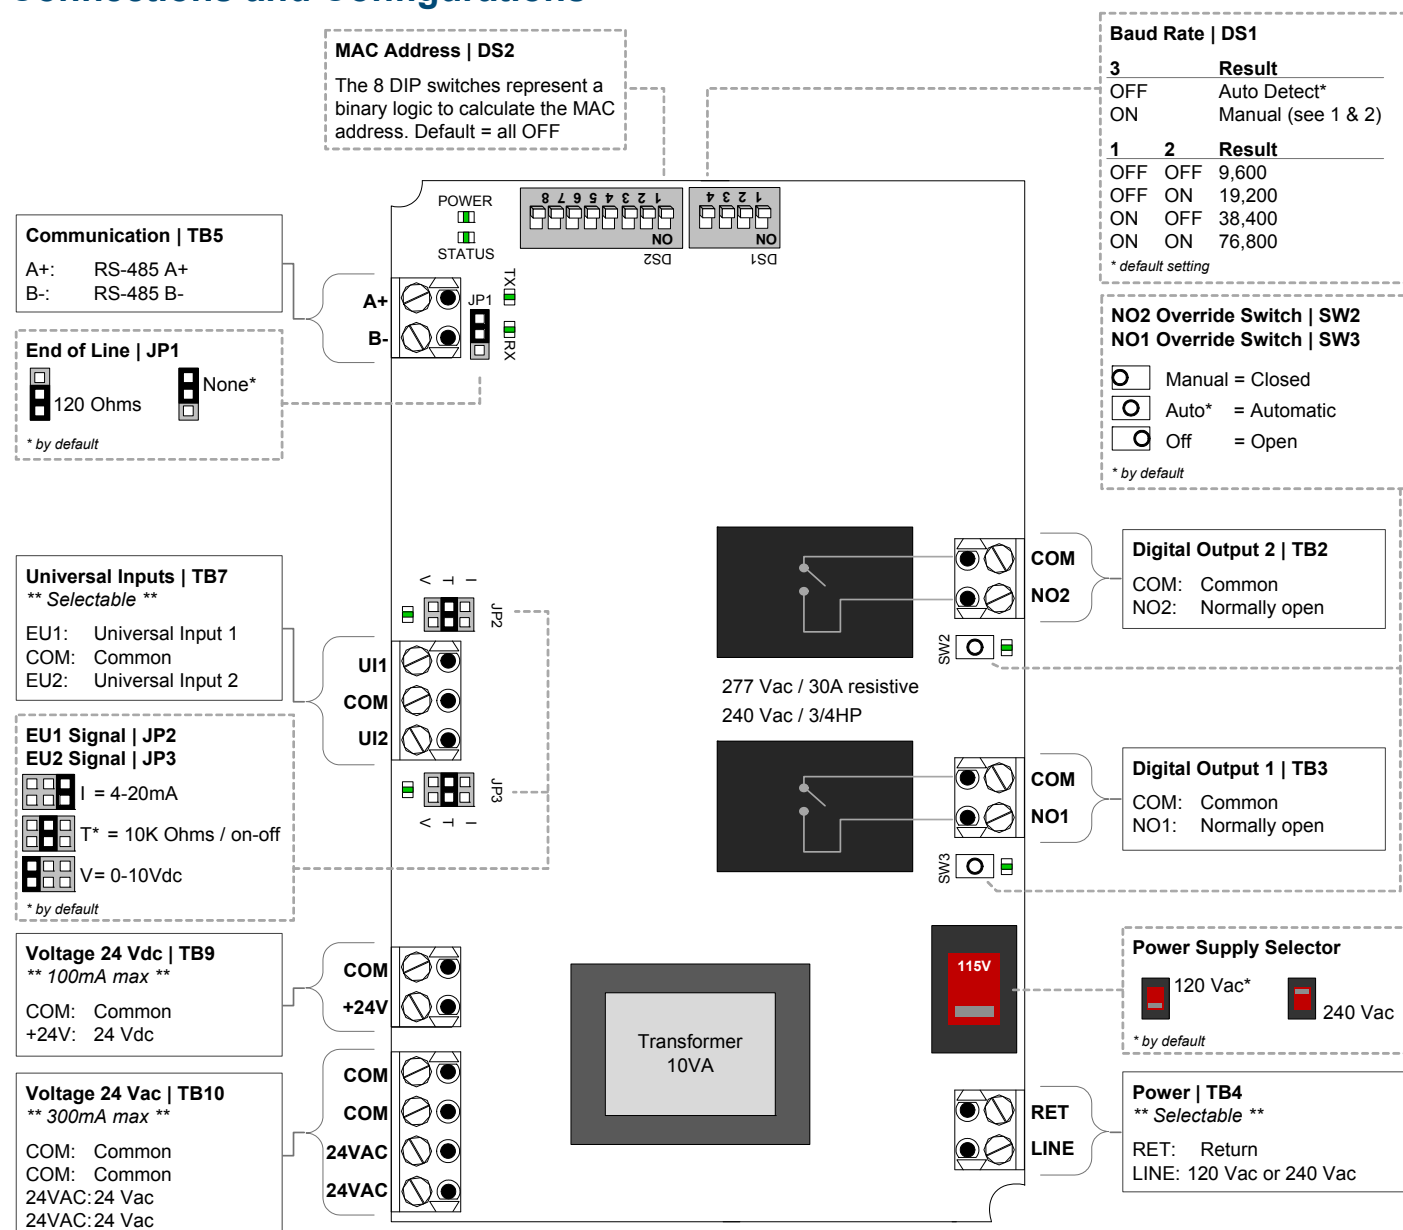 Connections and Configurations
MAC Address | DS2
The 8 DIP switches represent a
binary logic to calculate the MAC
address. Default = all OFF
Baud Rate | DS1
3 Result
OFF Auto Detect*
ON Manual (see 1 & 2)
1 2 Result
OFF OFF 9,600
OFF ON 19,200
ON OFF 38,400
ON ON 76,800
* default setting
POWER
STATUS
8 7 6 5 4 3 2 1
ON
DS2
4 3 2 1
ON
DS1
Communication | TB5
A+: RS-485 A+
B-: RS-485 B-
A+
B-
JP1
TX
RX
End of Line | JP1
120 Ohms
None*
* by default
NO2 Override Switch | SW2
NO1 Override Switch | SW3
Manual = Closed
Auto* = Automatic
Off = Open
* by default
Universal Inputs | TB7
** Selectable **
EU1: Universal Input 1
COM: Common
EU2: Universal Input 2
V T I
JP2
UI1
COM
UI2
JP3
V T I
EU1 Signal | JP2
EU2 Signal | JP3
I = 4-20mA
T* = 10K Ohms / on-off
V= 0-10Vdc
* by default
COM
NO2
SW2
Digital Output 2 | TB2
COM: Common
NO2: Normally open
277 Vac / 30A resistive
240 Vac / 3/4HP
COM
NO1
SW3
Digital Output 1 | TB3
COM: Common
NO1: Normally open
Voltage 24 Vdc | TB9
** 100mA max **
COM: Common
+24V: 24 Vdc
COM
+24V
115V
Power Supply Selector
120 Vac*
240 Vac
* by default
Transformer
10VA
Voltage 24 Vac | TB10
** 300mA max **
COM: Common
COM: Common
24VAC: 24 Vac
24VAC: 24 Vac
COM
COM
24VAC
24VAC
RET
LINE
Power | TB4
** Selectable **
RET: Return
LINE: 120 Vac or 240 Vac